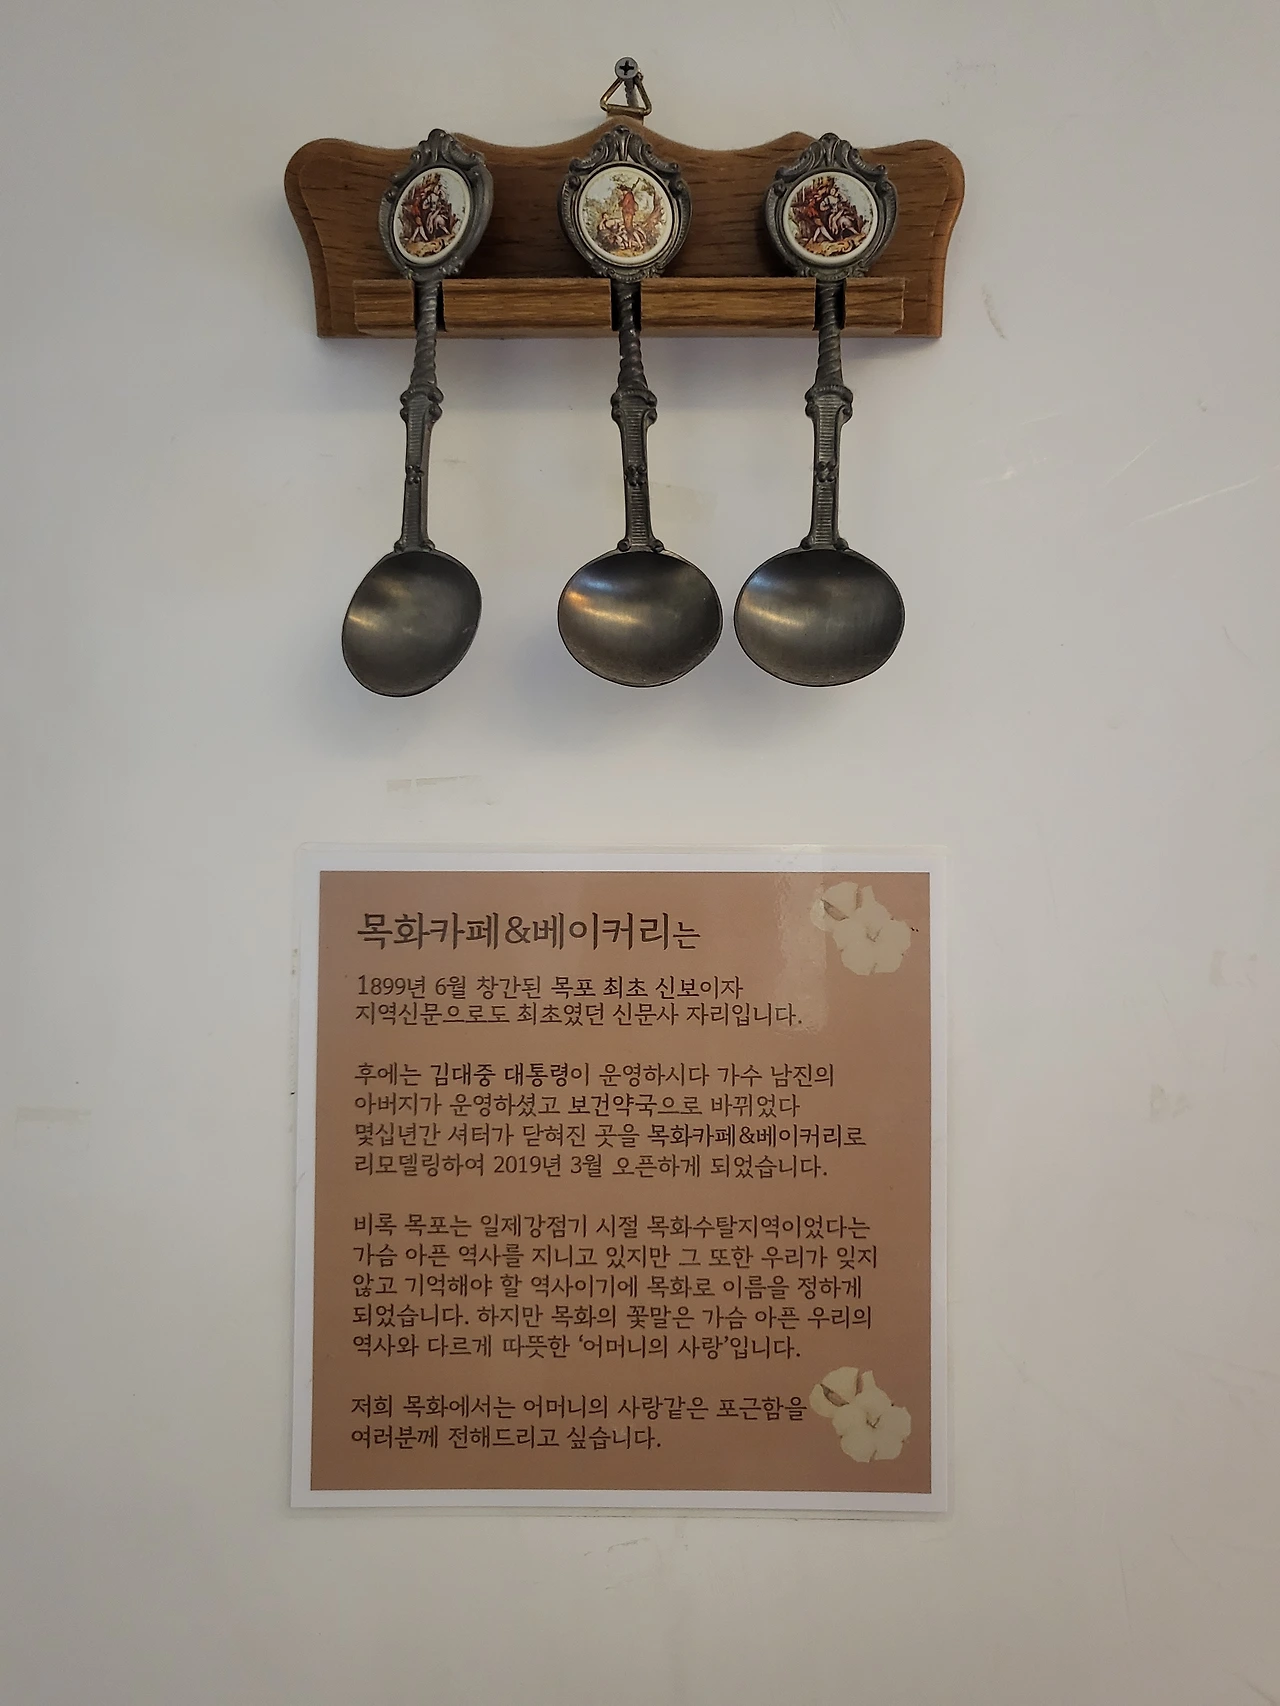 목화카페&베이커리는
1899년 6월 창간된 목포 최초 신보이자
지역신문으로도 최초였던 신문사 자리입니다.
후에는 김대중 대통령이 운영하시다 가수 남진의
아버지가 운영하셨고 보건약국으로 바뀌었다
몇십년간 셔터가 닫혀진 곳을 목화카페&베이커리로
리모델링하여 2019년 3월 오픈하게 되었습니다.
비록 목포는 일제강점기 시절 목화수탈지역이었다는
가슴 아픈 역사를 지니고 있지만 그 또한 우리가 잊지
않고 기억해야 할 역사이기에 목화로 이름을 정하게
되었습니다. 하지만 목화의 꽃말은 가슴 아픈 우리의
역사와 다르게 따뜻한 ‘어머니의 사랑’입니다.
저희 목화에서는 어머니의 사랑같은 포근함을
여러분께 전해드리고 싶습니다.